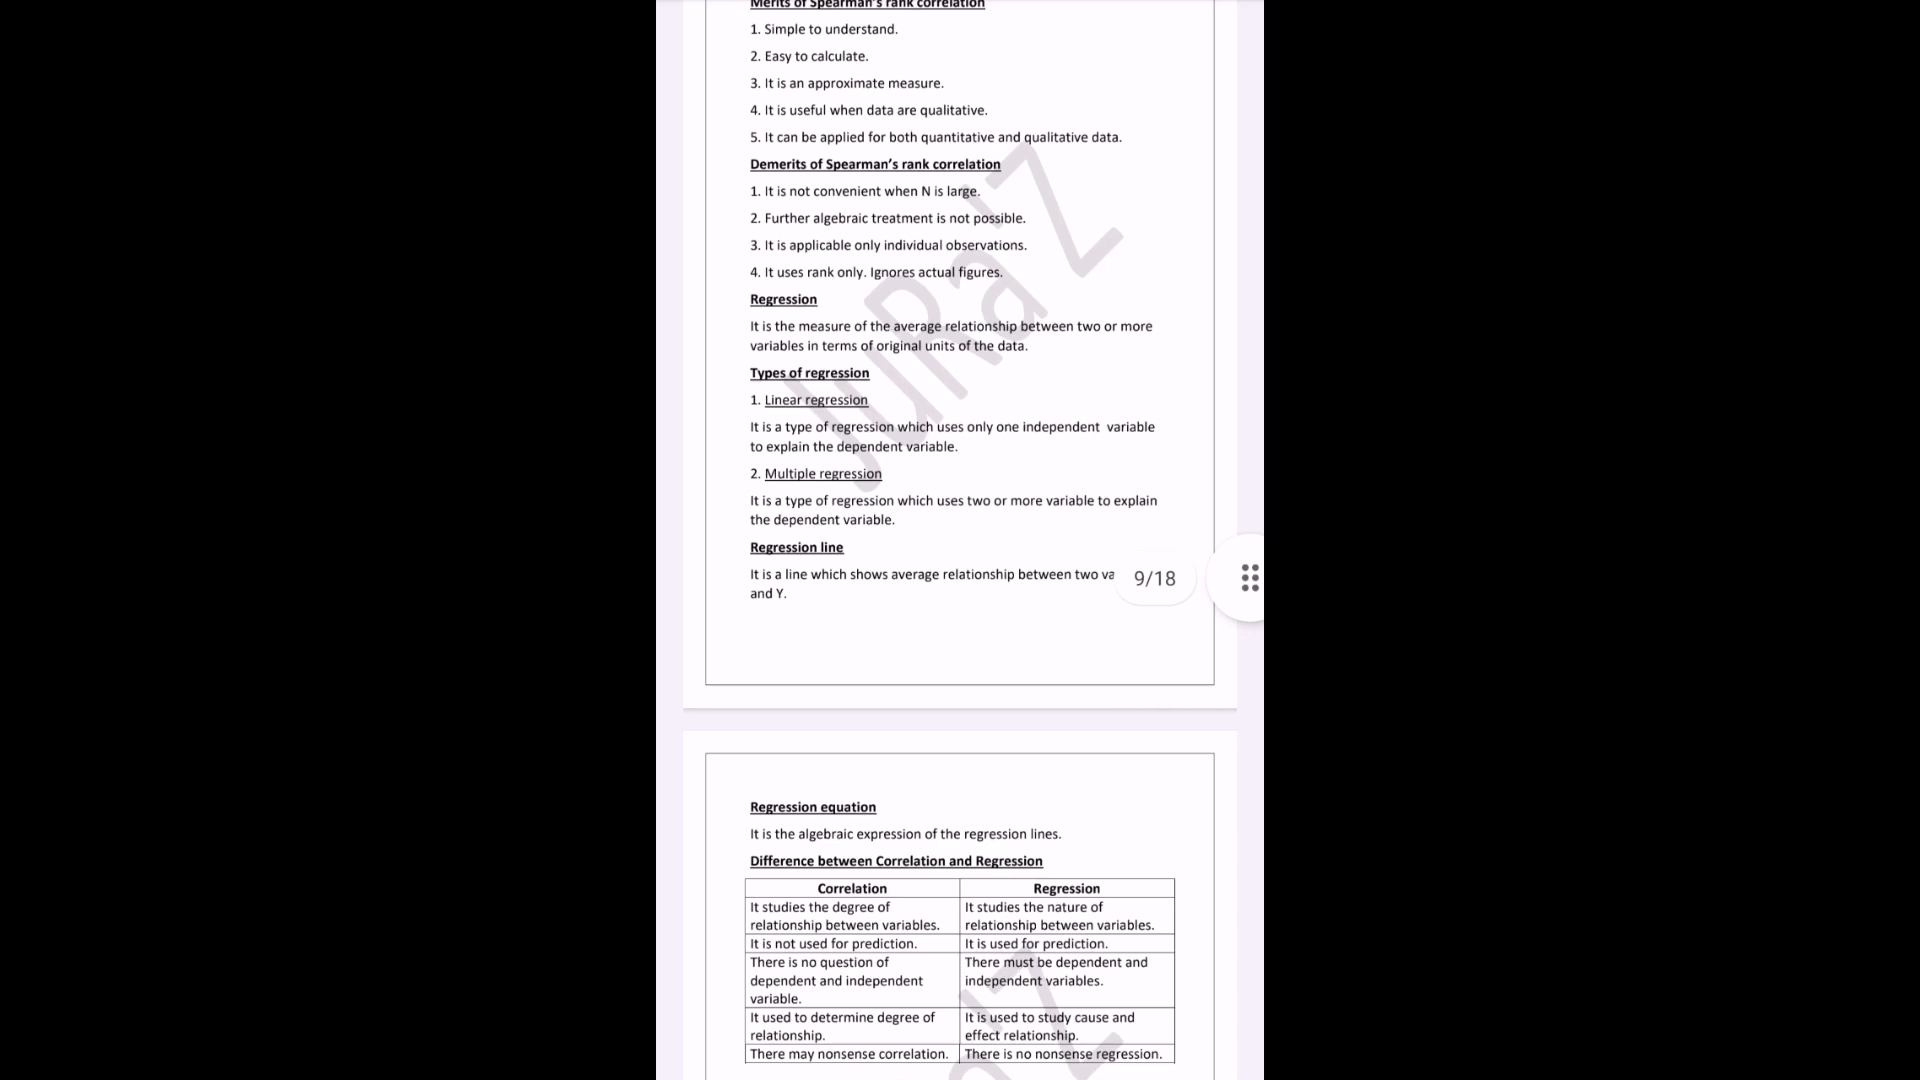 Merits of Spearman's rank correlation
1. Simple to understand.
2. Easy to calculate.
3. It is an approximate measure.
4. It is useful when data are qualitative.
5. It can be applied for both quantitative and qualitative data.
Demerits of Spearman's rank correlation
1. It is not convenient when N is large.
2. Further algebraic treatment is not possible.
3. It is applicable only individual observations.
4. It uses rank only. Ignores actual figures.
Regression
It is the measure of the average relationship between two or more
variables in terms of original units of the data.
Types of regression
1. Linear regression
It is a type of regression which uses only one independent variable
to explain the dependent variable.
2. Multiple regression
It is a type of regression which uses two or more variable to explain
the dependent variable.
Regression line
It is a line which shows average relationship between two va
and Y.
9/18
JURa'Z
Regression equation
It is the algebraic expression of the regression lines.
Difference between Correlation and Regression
Correlation
Regression
It studies the degree of
relationship between variables.
It studies the nature of
relationship between variables.
It is not used for prediction.
It is used for prediction.
There is no question of
dependent and independent
variable.
There must be dependent and
independent variables.
It used to determine degree of
relationship.
It is used to study cause and
effect relationship.
There may nonsense correlation.
There is no nonsense regression.
a'Z